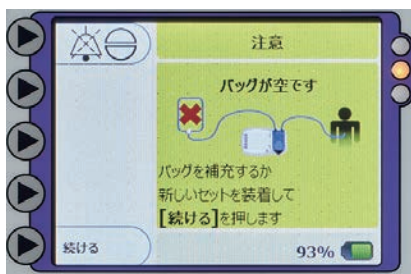 注意
バッグが空です
バッグを補充するか
新しいセットを装着して
[続ける]を押します
続ける
93%